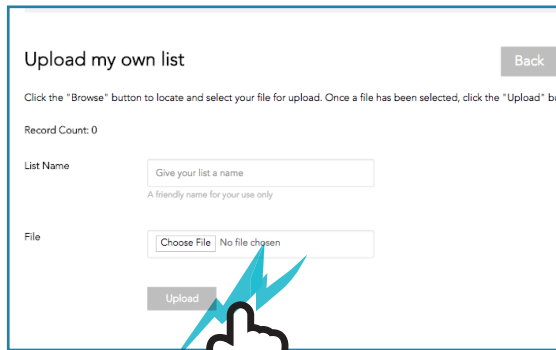 Upload my own list
Back
Click the "Browse" button to locate and select your file for upload. Once a file has been selected, click the "Upload"
Record Count: 0
List Name
Give your list a name
A friendly name for your use only
File
Choose File No file chosen
Upload